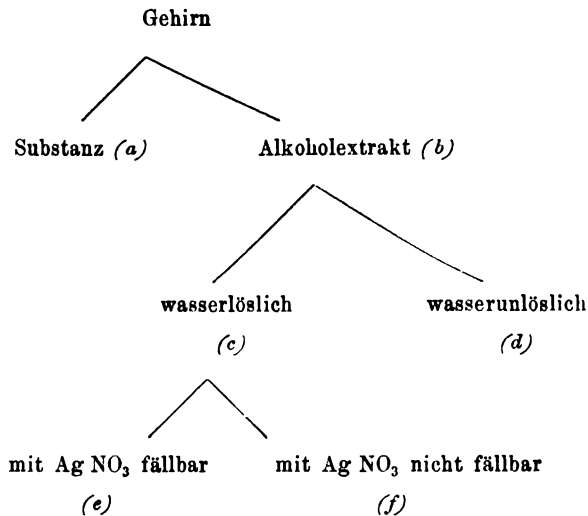 Gehirn
Substanz (a) Alkoholextrakt (b)
wasserlöslich wasserunlöslich
(c) (d)
mit Ag NO₃ fällbar mit Ag NO₃ nicht fällbar
(e) (f)